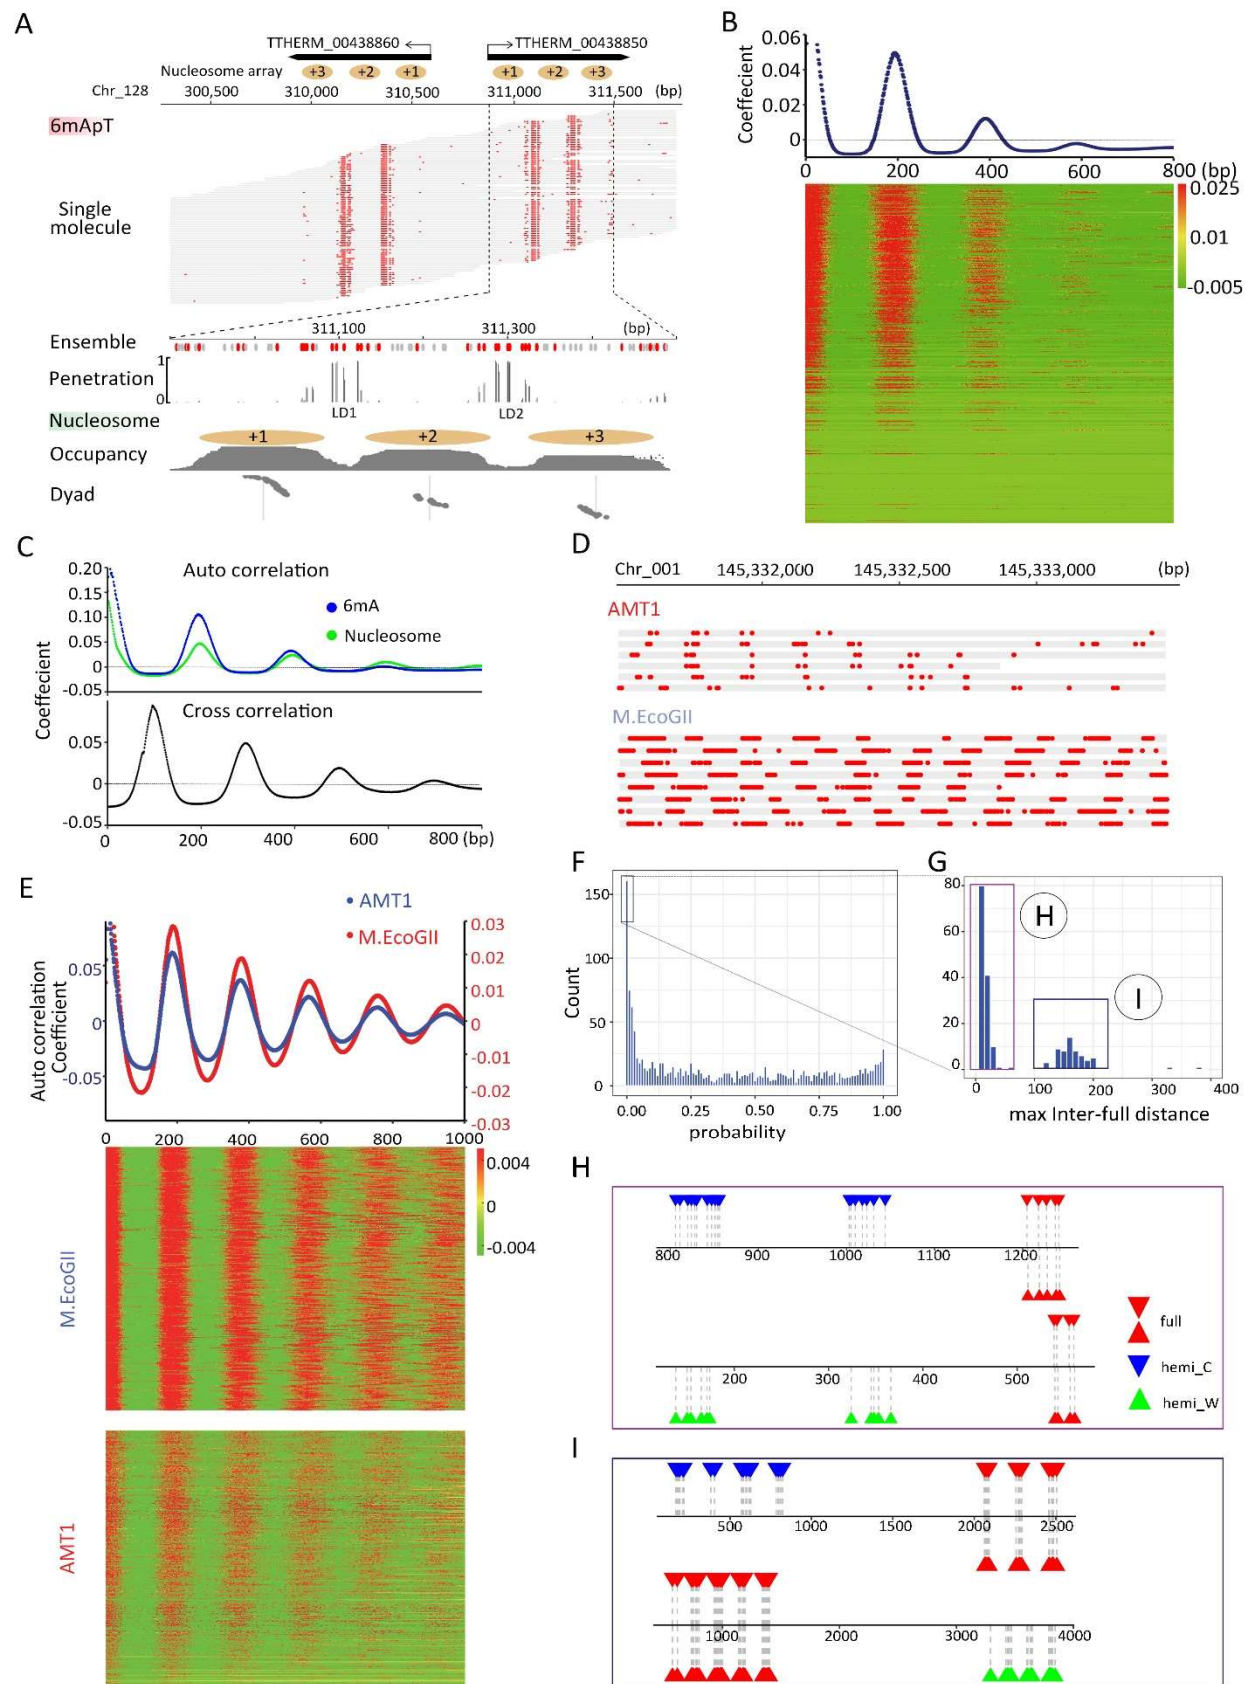 A
TTHERM_00438860
TTHERM_00438850
Nucleosome array
+3
+2
+1
+1
+2
+3
Chr_128
300,500
310,000
310,500
311,000
311,500
(bp)
6mApT
Single
molecule
311,100
311,300
(bp)
Ensemble
Penetration
1
0
LD1
LD2
Nucleosome
+1
+2
+3
Occupancy
Dyad
B
Coeffecient
0.06
0.04
0.02
0
0
200
400
600
800
(bp)
0.025
0.01
-0.005
C
Coeffecient
0.20
0.15
0.10
0.05
0
-0.05
Auto correlation
6mA
Nucleosome
Cross correlation
0.05
0
-0.05
0
200
400
600
800 (bp)
D
Chr_001
145,332,000
145,332,500
145,333,000
(bp)
AMT1
M.EcoGII
E
AMT1
M.EcoGII
Auto correlation
Coefficient
0.05
0
-0.05
0.03
0.02
0.01
0
-0.01
-0.02
-0.03
0
200
400
600
800
1000
M.EcoGII
0.004
0
-0.004
AMT1
F
Count
150
100
50
0
0.00
0.25
0.50
0.75
1.00
probability
G
80
60
40
20
0
0
100
200
300
400
max Inter-full distance
H
I
H
800
900
1000
1100
1200
200
300
400
500
full
hemi_C
hemi_W
I
500
1000
1500
2000
2500
1000
2000
3000
4000